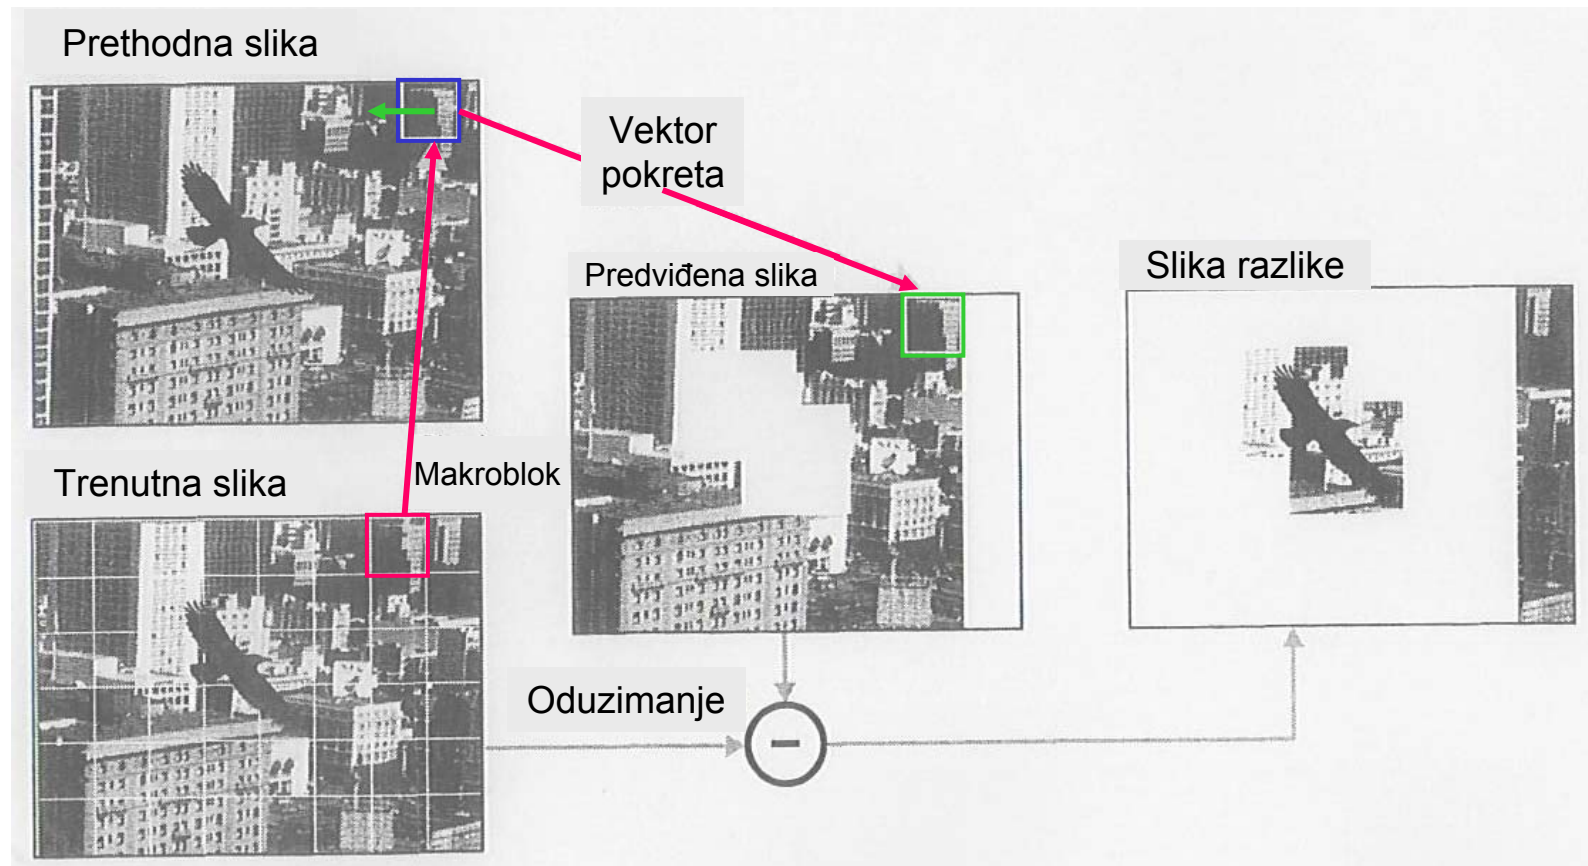 Prethodna slika
Vektor
pokreta
Predviđena slika
Slika razlike
Trenutna slika
Makroblok
Oduzimanje